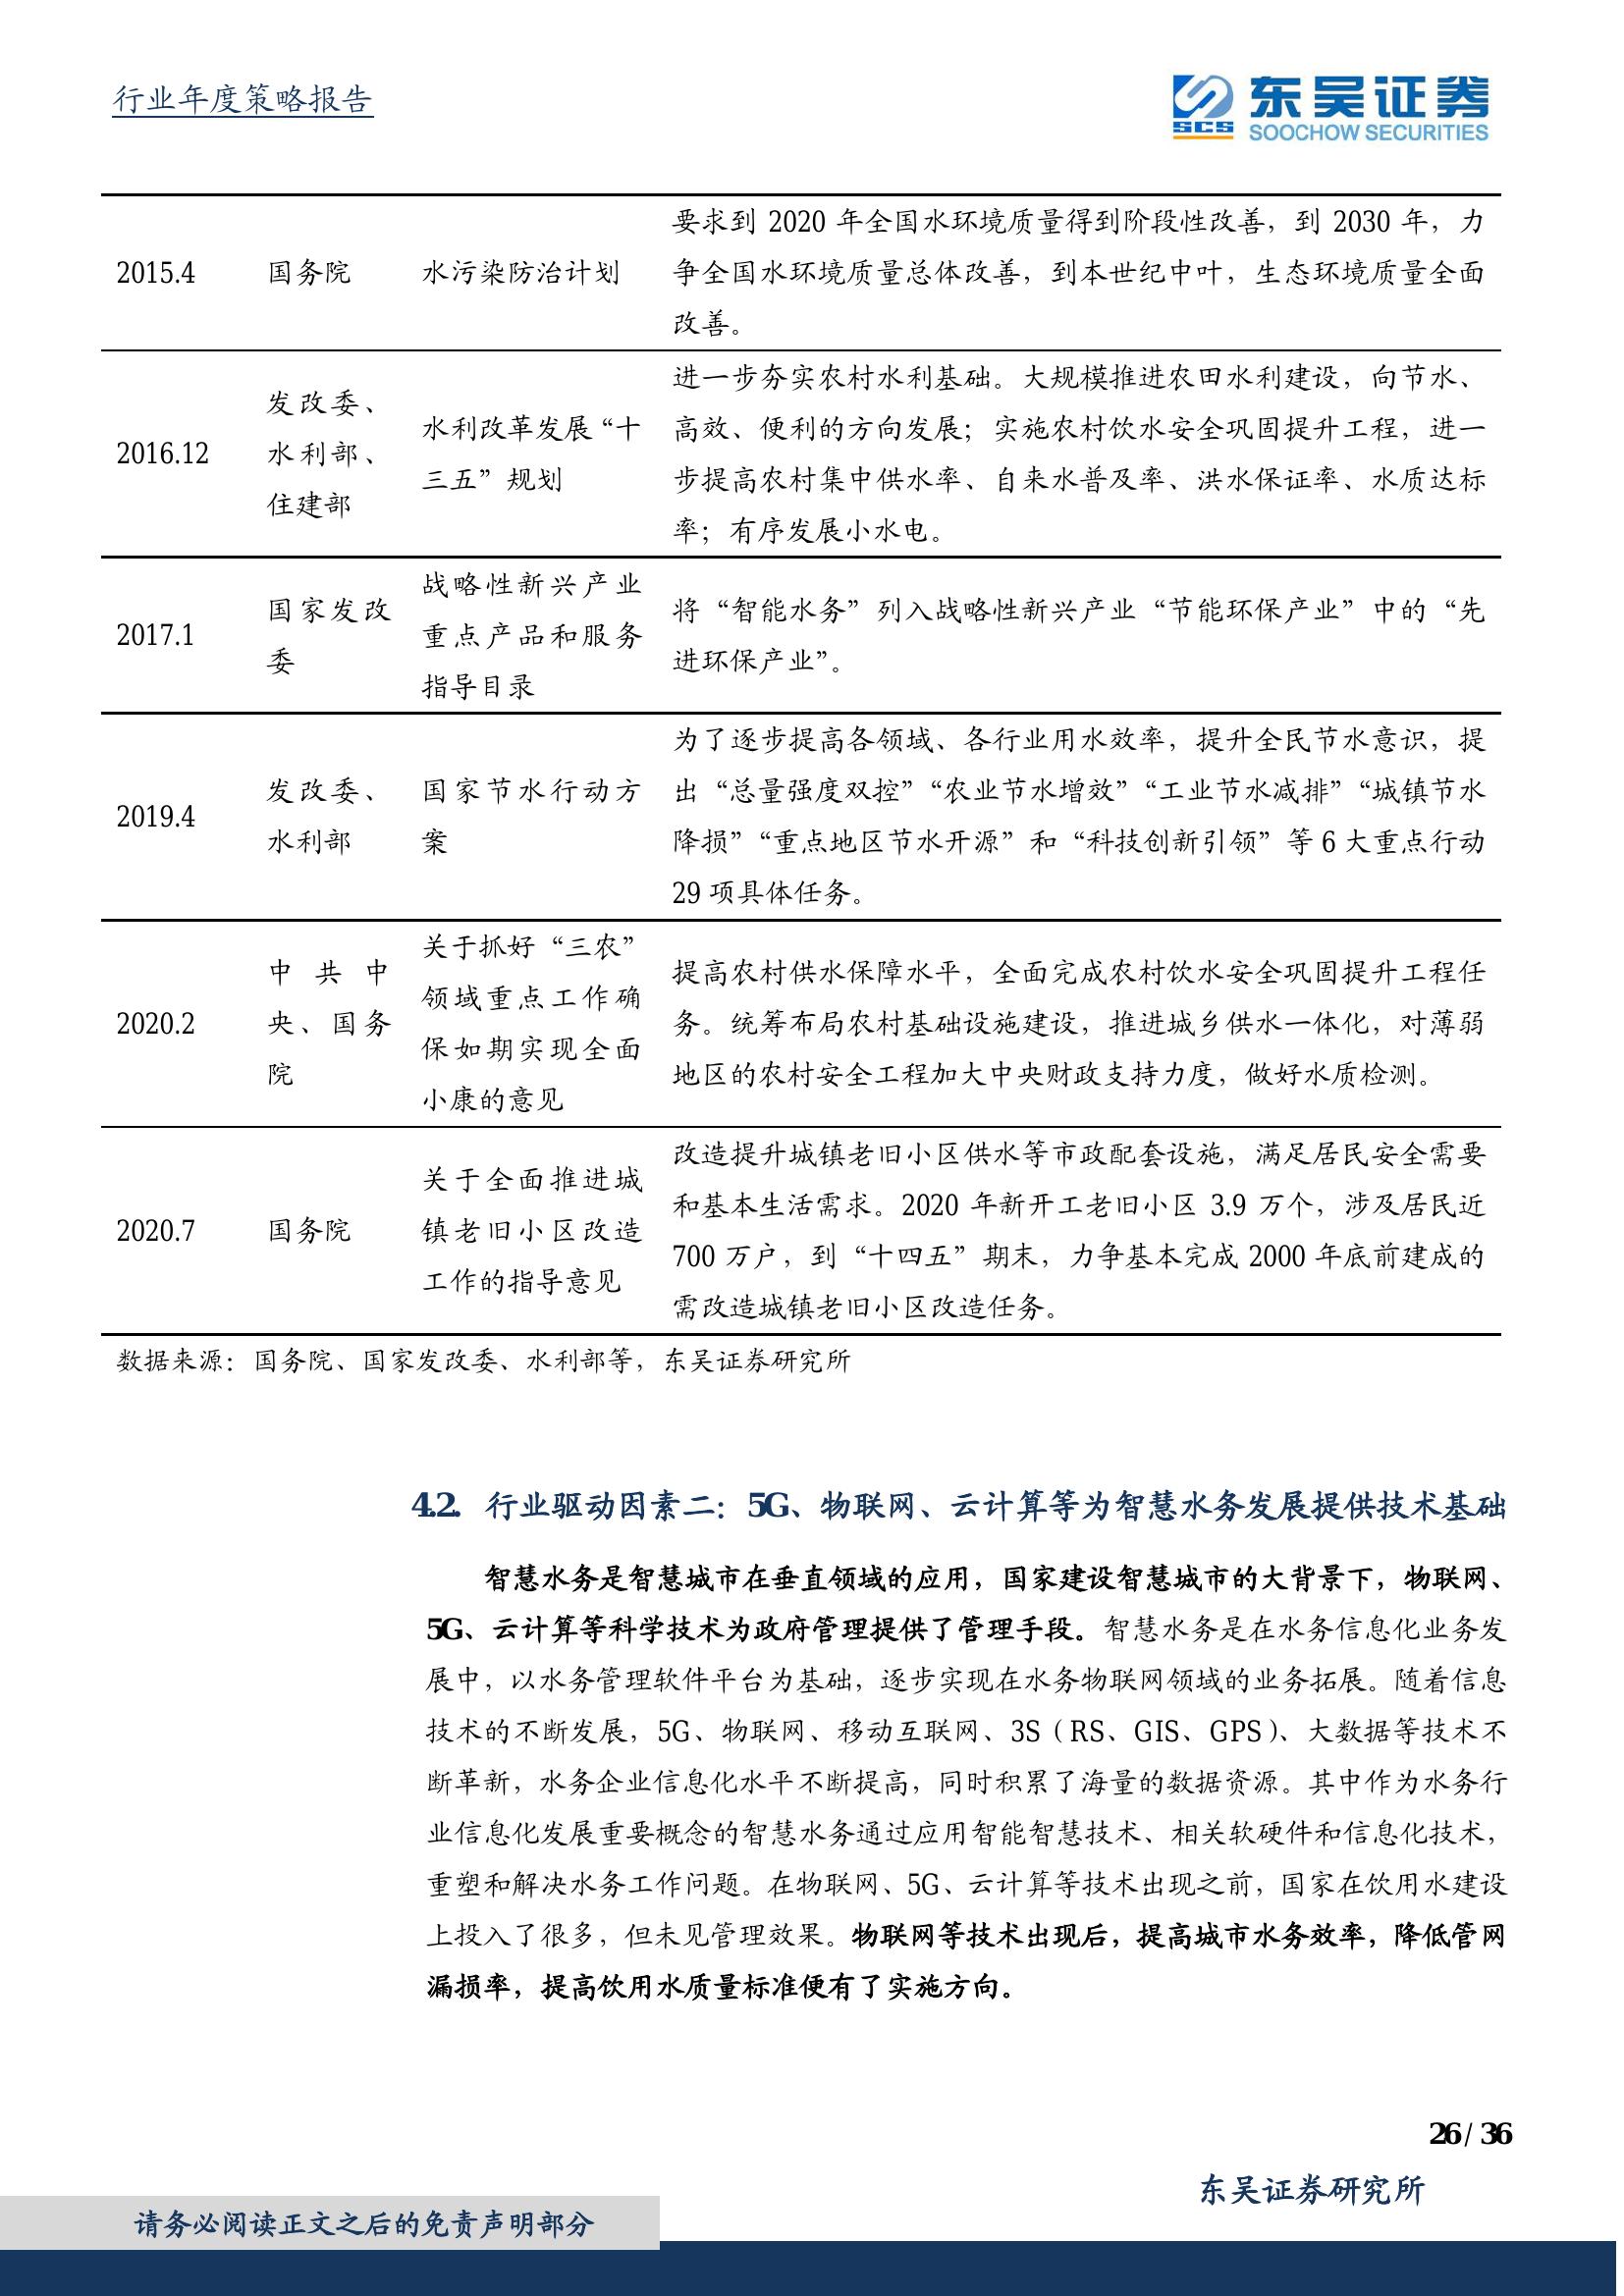 行业年度策略报告
东吴证券
SCS
SOOCHOW SECURITIES
要求到 2020 年全国水环境质量得到阶段性改善，到 2030 年，力
2015.4 国务院 水污染防治计划 争全国水环境质量总体改善，到本世纪中叶，生态环境质量全面
改善。
进一步夯实农村水利基础。大规模推进农田水利建设，向节水、
发改委、
水利改革发展“十 高效、便利的方向发展；实施农村饮水安全巩固提升工程，进一
2016.12 水利部、
三五”规划 步提高农村集中供水率、自来水普及率、洪水保证率、水质达标
住建部
率；有序发展小水电。
战略性新兴产业
国家发改 将“智能水务”列入战略性新兴产业“节能环保产业”中的“先
2017.1 重点产品和服务
委 进环保产业”。
指导目录
为了逐步提高各领域、各行业用水效率，提升全民节水意识，提
发改委、 国家节水行动方 出“总量强度双控”“农业节水增效”“工业节水减排”“城镇节水
2019.4
水利部 案 降损”“重点地区节水开源”和“科技创新引领”等 6 大重点行动
29 项具体任务。
关于抓好“三农”
中共中 提高农村供水保障水平，全面完成农村饮水安全巩固提升工程任
领域重点工作确
2020.2 央、国务 务。统筹布局农村基础设施建设，推进城乡供水一体化，对薄弱
保如期实现全面
院 地区的农村安全工程加大中央财政支持力度，做好水质检测。
小康的意见
改造提升城镇老旧小区供水等市政配套设施，满足居民安全需要
关于全面推进城
和基本生活需求。2020 年新开工老旧小区 3.9 万个，涉及居民近
2020.7 国务院 镇老旧小区改造
700 万户，到“十四五”期末，力争基本完成 2000 年底前建成的
工作的指导意见
需改造城镇老旧小区改造任务。
数据来源：国务院、国家发改委、水利部等，东吴证券研究所
4.2. 行业驱动因素二：5G、物联网、云计算等为智慧水务发展提供技术基础
智慧水务是智慧城市在垂直领域的应用，国家建设智慧城市的大背景下，物联网、
5G、云计算等科学技术为政府管理提供了管理手段。智慧水务是在水务信息化业务发
展中，以水务管理软件平台为基础，逐步实现在水务物联网领域的业务拓展。随着信息
技术的不断发展，5G、物联网、移动互联网、3S（RS、GIS、GPS）、大数据等技术不
断革新，水务企业信息化水平不断提高，同时积累了海量的数据资源。其中作为水务行
业信息化发展重要概念的智慧水务通过应用智能智慧技术、相关软硬件和信息化技术，
重塑和解决水务工作问题。在物联网、5G、云计算等技术出现之前，国家在饮用水建设
上投入了很多，但未见管理效果。物联网等技术出现后，提高城市水务效率，降低管网
漏损率，提高饮用水质量标准便有了实施方向。
26 / 36
东吴证券研究所
请务必阅读正文之后的免责声明部分